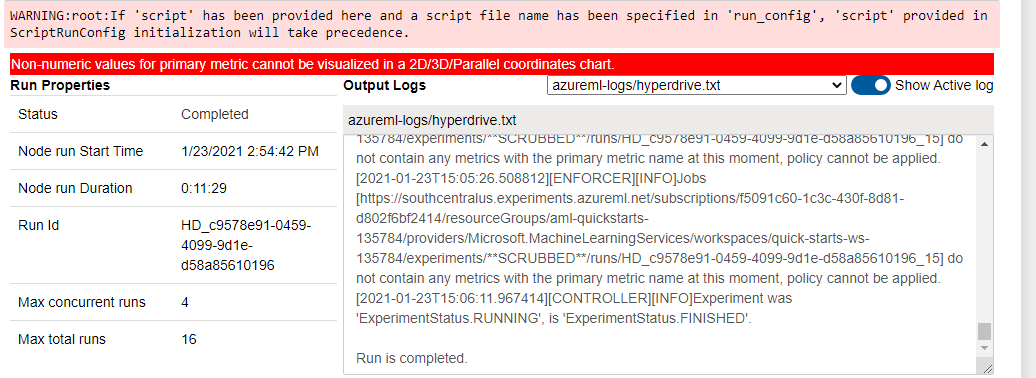 WARNING:root:If 'script' has been provided here and a script file name has been specified in 'run_config', 'script' provided in
ScriptRunConfig initialization will take precedence.
Non-numeric values for primary metric cannot be visualized in a 2D/3D/Parallel coordinates chart.
Run Properties
Status Completed
Node run Start Time 1/23/2021 2:54:42 PM
Node run Duration 0:11:29
Run Id HD_c9578e91-0459-
4099-9d1e-
d58a85610196
Max concurrent runs 4
Max total runs 16
Output Logs azureml-logs/hyperdrive.txt Show Active log
azureml-logs/hyperdrive.txt
135784/experiments/**SCRUBBED**/runs/HD_c9578e91-0459-4099-9d1e-d58a85610196_15] do
not contain any metrics with the primary metric name at this moment, policy cannot be applied.
[2021-01-23T15:05:26.508812][ENFORCER][INFO]Jobs
[https://southcentralus.experiments.azureml.net/subscriptions/f5091c60-1c3c-430f-8d81-
d802f6bf2414/resourceGroups/aml-quickstarts-
135784/providers/Microsoft.MachineLearningServices/workspaces/quick-starts-ws-
135784/experiments/**SCRUBBED**/runs/HD_c9578e91-0459-4099-9d1e-d58a85610196_15] do
not contain any metrics with the primary metric name at this moment, policy cannot be applied.
[2021-01-23T15:06:11.967414][CONTROLLER][INFO]Experiment was
'ExperimentStatus.RUNNING', is 'ExperimentStatus.FINISHED'.
Run is completed.